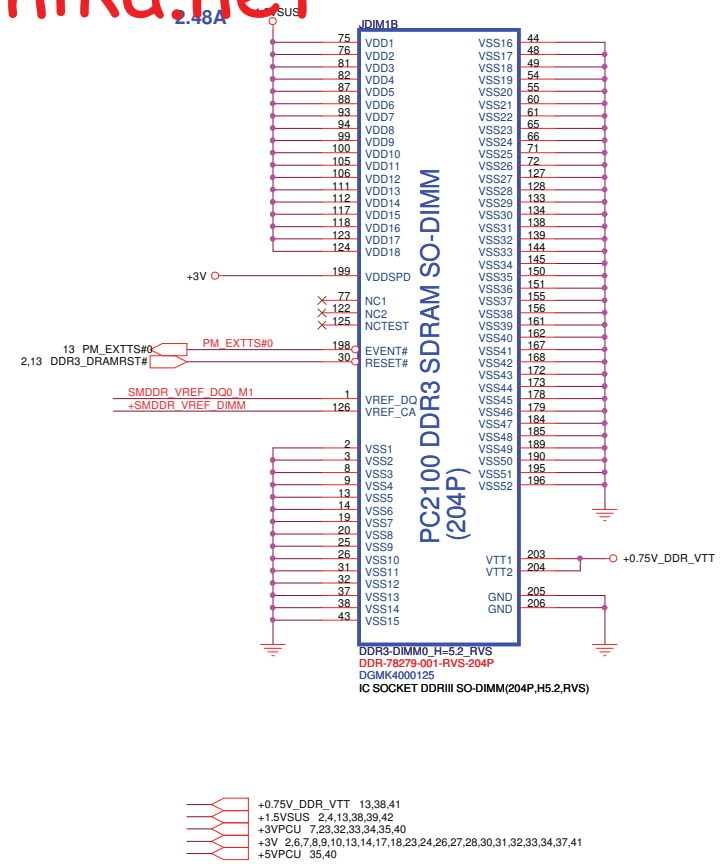 2.48A
JDIM1B
75 VDD1 VSS16 44
76 VDD2 VSS17 48
81 VDD3 VSS18 49
82 VDD4 VSS19 54
87 VDD5 VSS20 55
88 VDD6 VSS21 60
93 VDD7 VSS22 61
94 VDD8 VSS23 65
99 VDD9 VSS24 66
100 VDD10 VSS25 71
105 VDD11 VSS26 72
106 VDD12 VSS27 127
111 VDD13 VSS28 128
112 VDD14 VSS29 133
117 VDD15 VSS30 134
118 VDD16 VSS31 138
123 VDD17 VSS32 139
124 VDD18 VSS33 144
VSS34 145
+3V 199 VDDSPD VSS35 150
VSS36 151
77 NC1 VSS37 155
122 NC2 VSS38 156
125 NCTEST VSS39 161
VSS40 162
13 PM_EXTTS#0 PM_EXTTS#0 198 EVENT# VSS41 167
2,13 DDR3_DRAMRST# 30 RESET# VSS42 168
VSS43 172
VSS44 173
SMDDR_VREF_DQ0_M1 1 VREF_DQ VSS45 178
+SMDDR_VREF_DIMM 126 VREF_CA VSS46 179
VSS47 184
VSS48 185
2 VSS1 VSS49 189
3 VSS2 VSS50 190
8 VSS3 VSS51 195
9 VSS4 VSS52 196
13 VSS5
14 VSS6
19 VSS7
20 VSS8
25 VSS9
26 VSS10 VTT1 203 +0.75V_DDR_VTT
31 VSS11 VTT2 204
32 VSS12
37 VSS13 GND 205
38 VSS14 GND 206
43 VSS15
PC2100 DDR3 SDRAM SO-DIMM
(204P)
DDR3-DIMM0_H=5.2_RVS
DDR-78279-001-RVS-204P
DGMK4000125
IC SOCKET DDRIII SO-DIMM(204P,H5.2,RVS)
+0.75V_DDR_VTT 13,38,41
+1.5VSUS 2,4,13,38,39,42
+3VPCU 7,23,32,33,34,35,40
+3V 2,6,7,8,9,10,13,14,17,18,23,24,26,27,28,30,31,32,33,34,37,41
+5VPCU 35,40